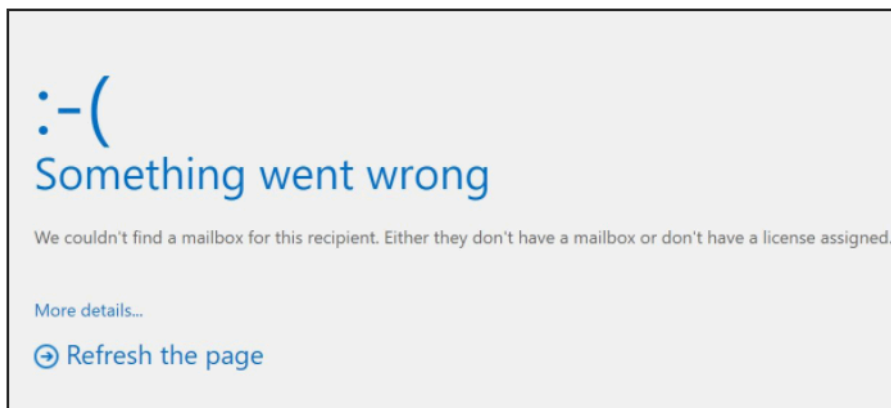 :-(
Something went wrong
We couldn't find a mailbox for this recipient. Either they don't have a mailbox or don't have a license assigned.
More details...
Refresh the page